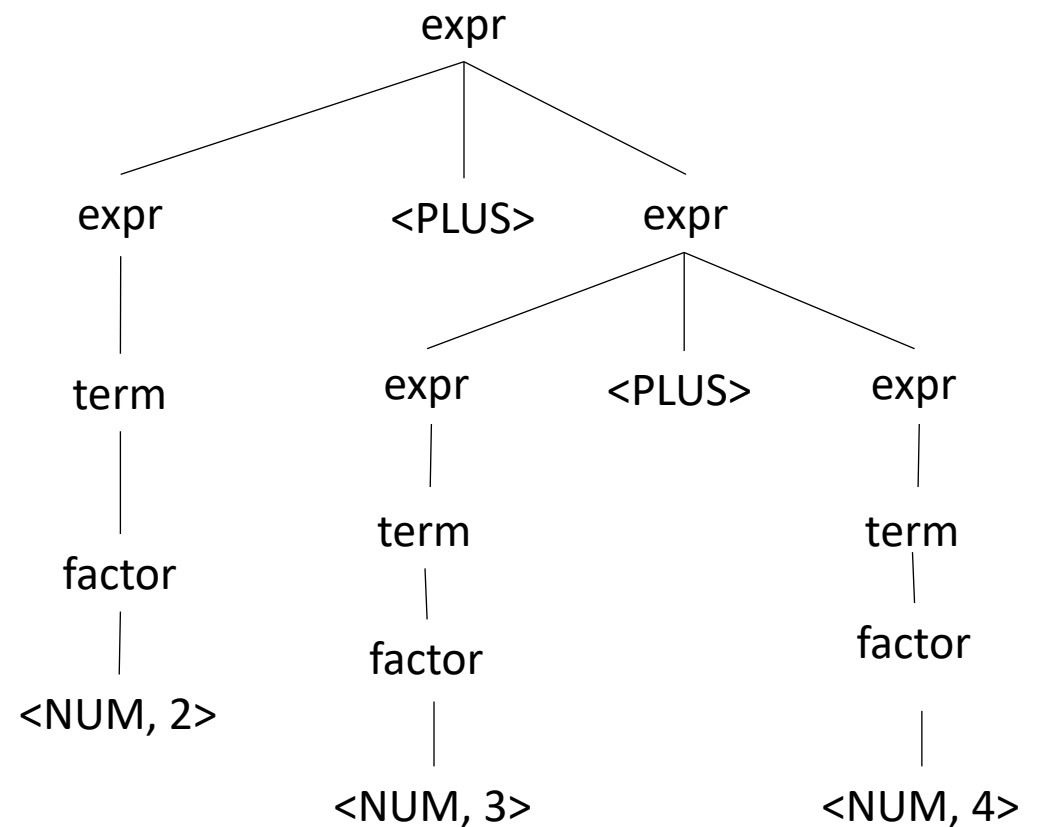 expr
expr <PLUS> expr
term expr <PLUS> expr
factor term term
<NUM, 2> factor factor
<NUM, 3> <NUM, 4>